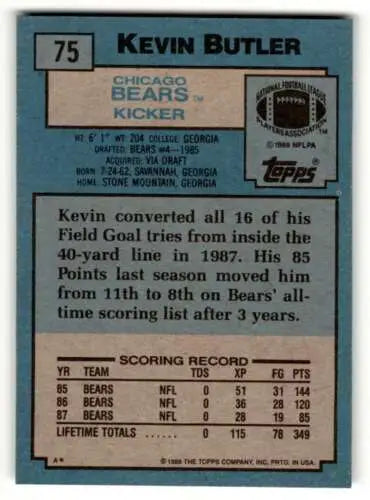 75 KEVIN BUTLER
CHICAGO
BEARS TM
KICKER
NATIONAL FOOTBALL LEAGUE
PLAYERS ASSOCIATION
© 1988 NFLPA
TOPPS®
HT: 6' 1" WT: 204 COLLEGE: GEORGIA
DRAFTED: BEARS #4-1985
ACQUIRED: VIA DRAFT
BORN: 7-24-62, SAVANNAH, GEORGIA
HOME: STONE MOUNTAIN, GEORGIA
Kevin converted all 16 of his
Field Goal tries from inside the
40-yard line in 1987. His 85
Points last season moved him
from 11th to 8th on Bears' all-
time scoring list after 3 years.
SCORING RECORD
YR TEAM TDS XP FG PTS
85 BEARS NFL 0 51 31 144
86 BEARS NFL 0 36 28 120
87 BEARS NFL 0 28 19 85
LIFETIME TOTALS ...... ..... 0 115 78 349
A* © 1988 THE TOPPS COMPANY, INC. PRTD. IN USA.